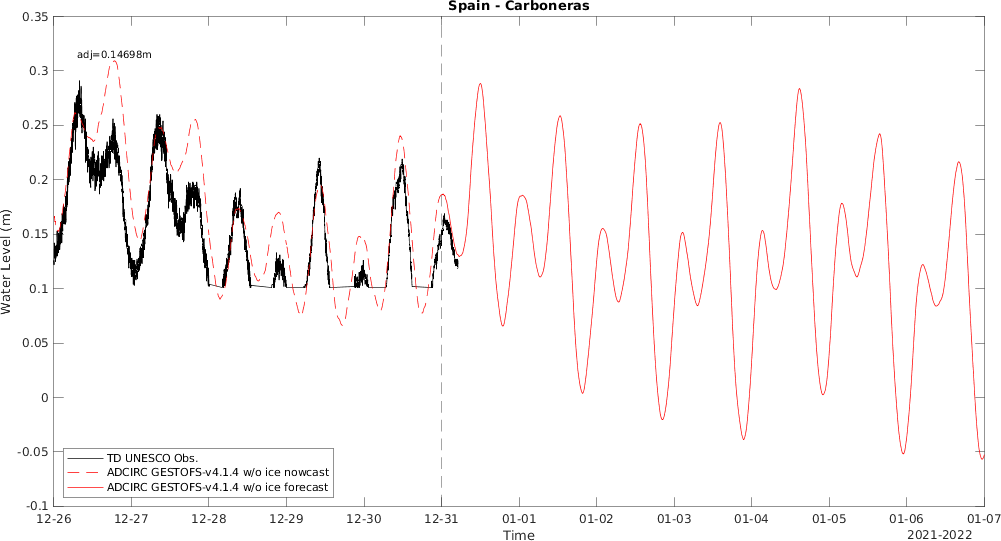 Spain - Carboneras
adj=0.14698m
0.35
0.3
0.25
0.2
0.15
0.1
0.05
0
-0.05
-0.1
Water Level (m)
TD UNESCO Obs.
ADCIRC GESTOFS-v4.1.4 w/o ice nowcast
ADCIRC GESTOFS-v4.1.4 w/o ice forecast
12-26 12-27 12-28 12-29 12-30 12-31 01-01 01-02 01-03 01-04 01-05 01-06 01-07
Time
2021-2022